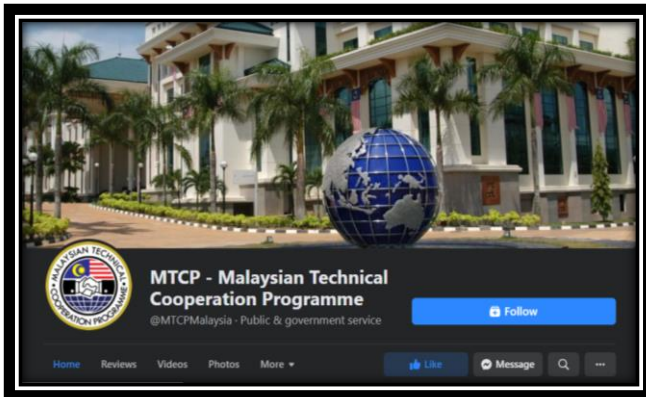 MALAYSIAN TECHNICAL
COOPERATION PROGRAMME
MTCP - Malaysian Technical
Cooperation Programme
@MTCPMalaysia · Public & government service
Follow
Home Reviews Videos Photos More
Like Message